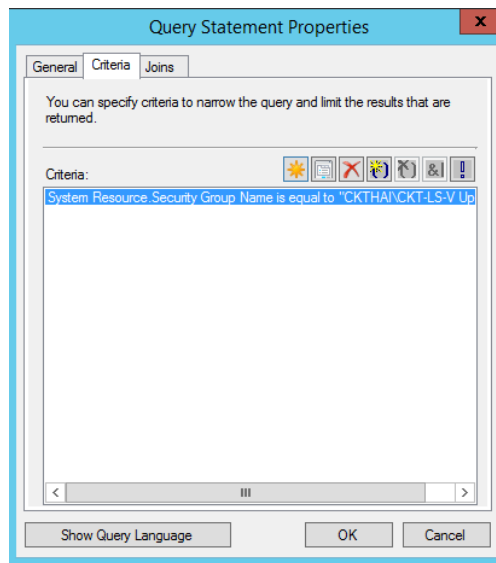 Query Statement Properties
x
General Criteria Joins
You can specify criteria to narrow the query and limit the results that are
returned.
Criteria:
System Resource.Security Group Name is equal to "CKTHAI\CKT-LS-V Up
Show Query Language OK Cancel